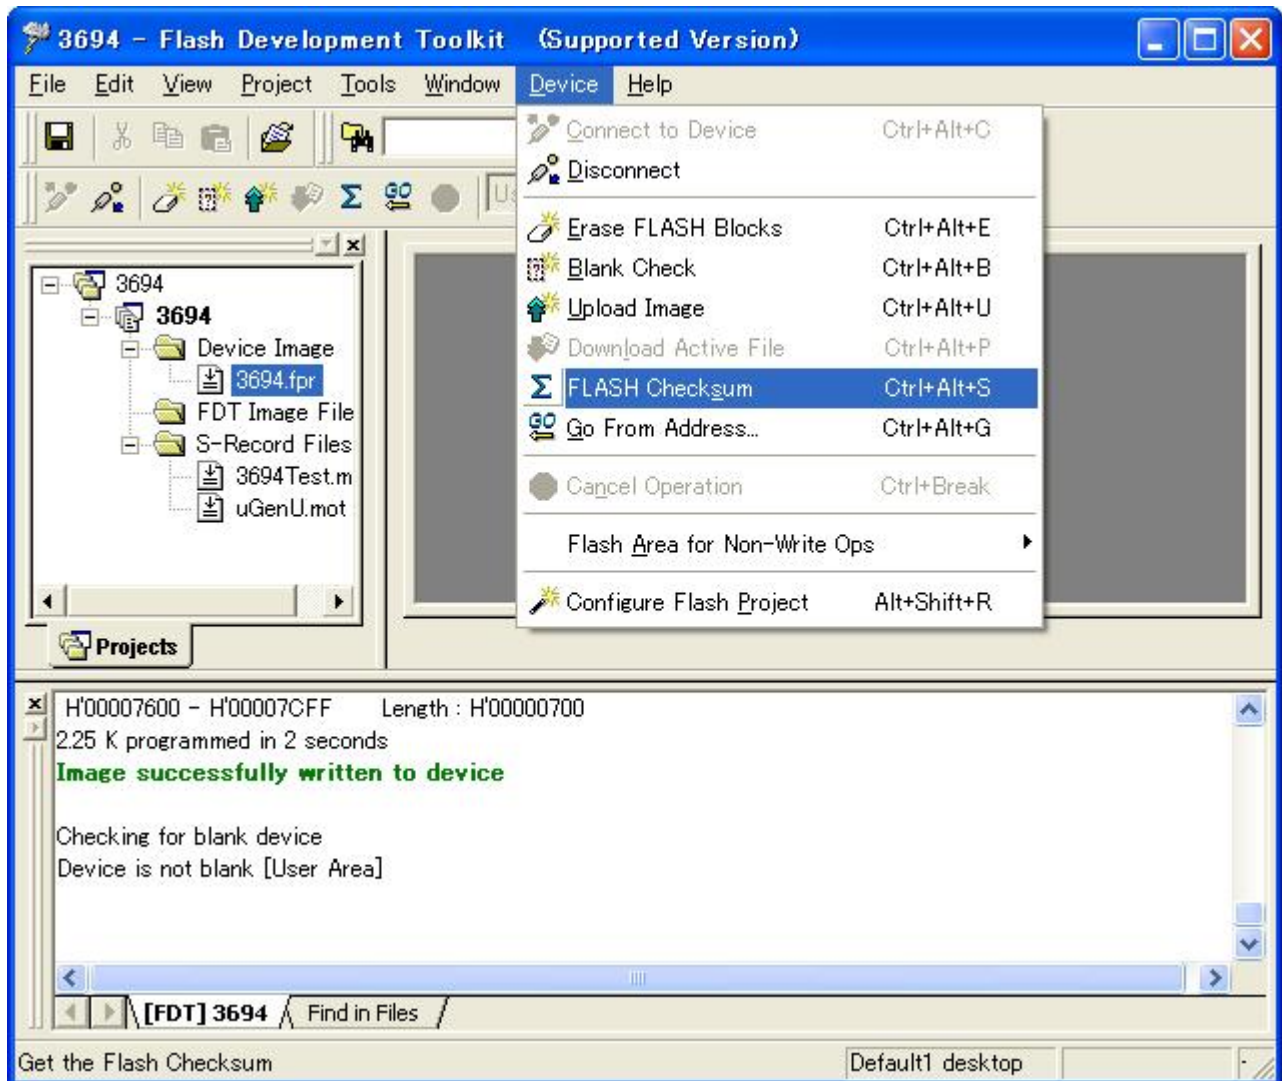 3694 - Flash Development Toolkit (Supported Version)
File Edit View Project Tools Window Device Help
Connect to Device Ctrl+Alt+C
Disconnect
Erase FLASH Blocks Ctrl+Alt+E
Blank Check Ctrl+Alt+B
Upload Image Ctrl+Alt+U
Download Active File Ctrl+Alt+P
Σ FLASH Checksum Ctrl+Alt+S
GO Go From Address... Ctrl+Alt+G
Cancel Operation Ctrl+Break
Flash Area for Non-Write Ops
Configure Flash Project Alt+Shift+R
Σ GO
3694
3694
Device Image
3694.fpr
FDT Image File
S-Record Files
3694Test.m
uGenU.mot
Projects
H'00007600 - H'00007CFF Length : H'00000700
2.25 K programmed in 2 seconds
Image successfully written to device
Checking for blank device
Device is not blank [User Area]
[FDT] 3694 Find in Files
Get the Flash Checksum Default1 desktop